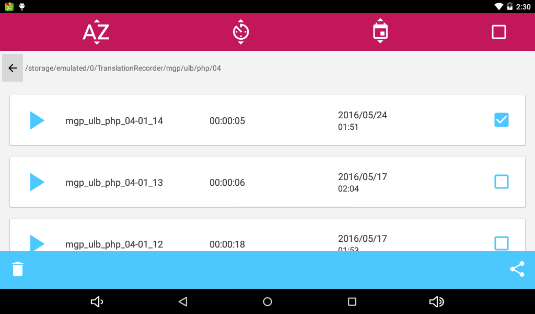 2:30
AZ
/storage/emulated/0/TranslationRecorder/mgp/ulb/php/04
mgp_ulb_php_04-01_14 00:00:05 2016/05/24
01:51
mgp_ulb_php_04-01_13 00:00:06 2016/05/17
02:04
mgp_ulb_php_04-01_12 00:00:18 2016/05/17
01:53